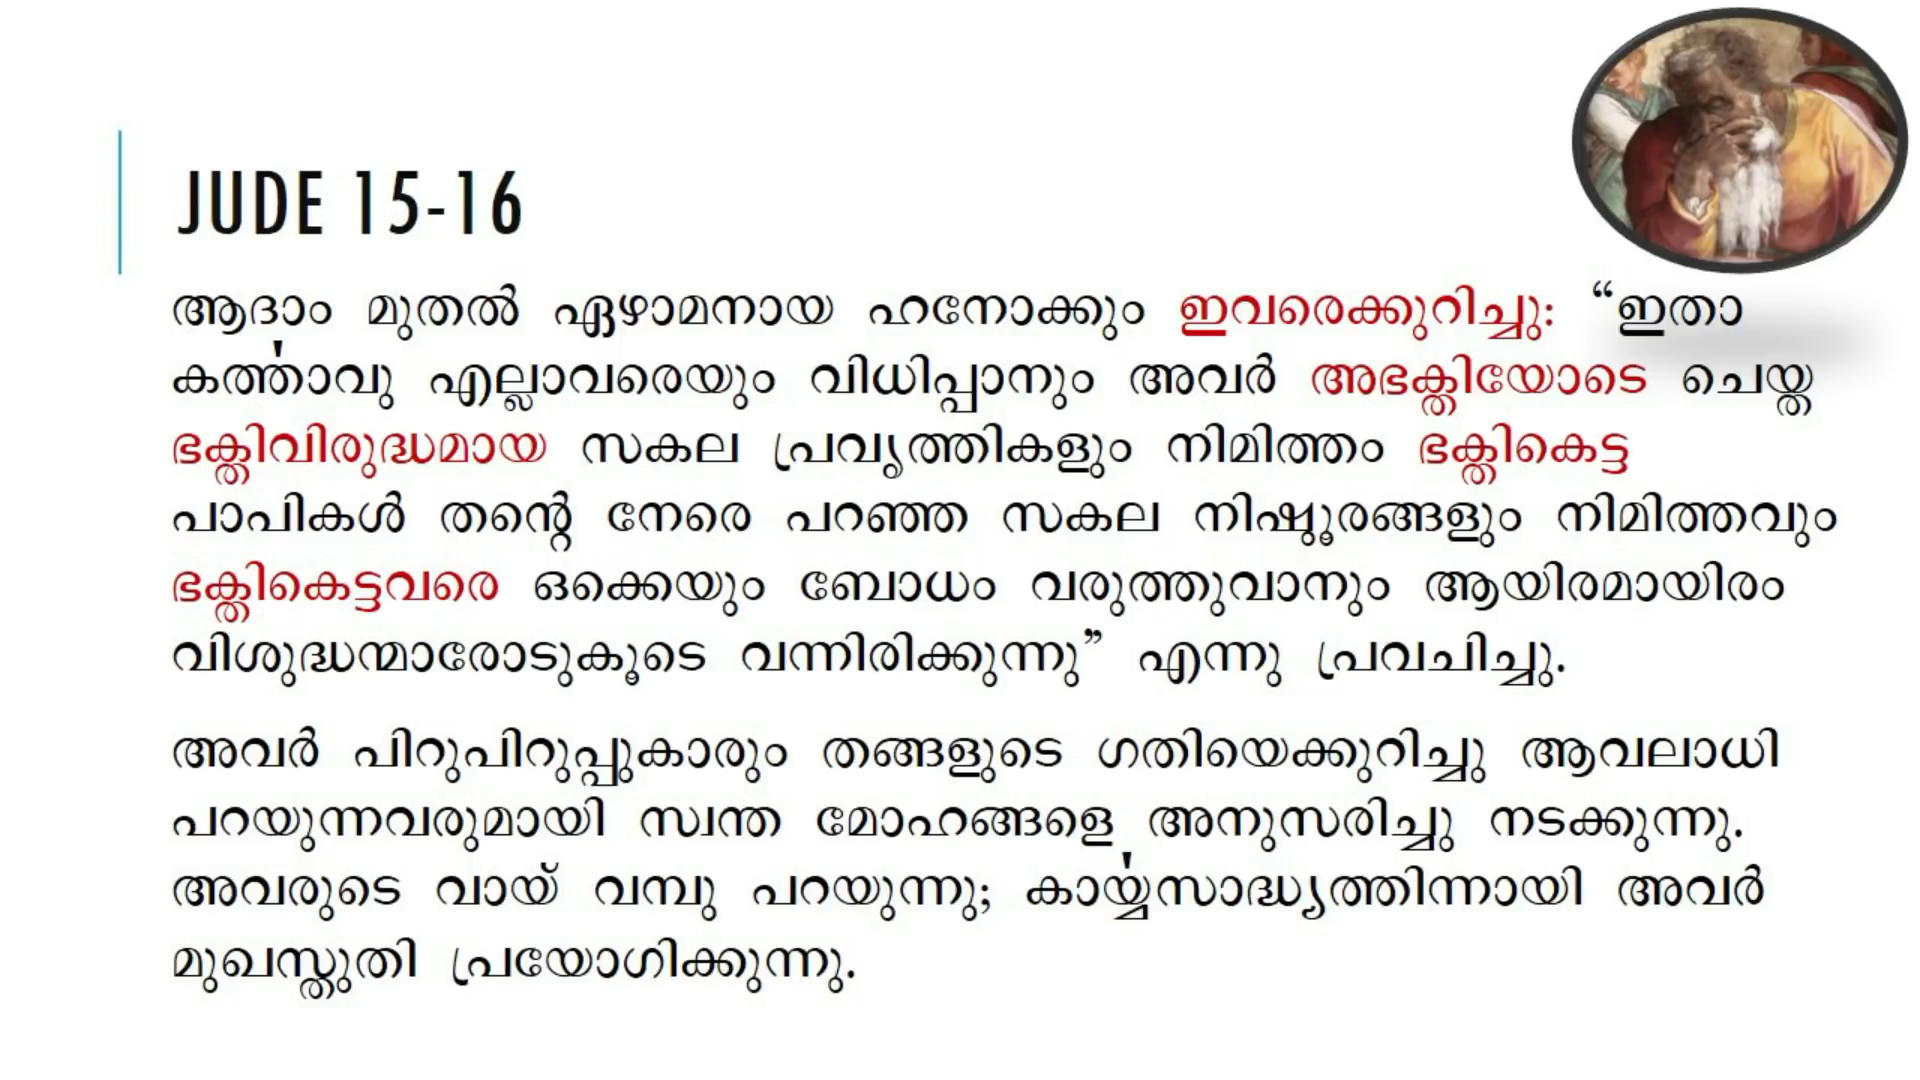 JUDE 15-16
ആദാം മുതൽ ഏഴാമനായ ഹനോക്കും ഇവരെക്കുറിച്ചു: “ഇതാ
കൎത്താവു എല്ലാവരെയും വിധിപ്പാനും അവർ അഭക്തിയോടെ ചെയ്ത
ഭക്തിവിരുദ്ധമായ സകല പ്രവൃത്തികളും നിമിത്തം ഭക്തികെട്ട
പാപികൾ തന്റെ നേരെ പറഞ്ഞ സകല നിഷ്ഠൂരങ്ങളും നിമിത്തവും
ഭക്തികെട്ടവരെ ഒക്കെയും ബോധം വരുത്തുവാനും ആയിരമായിരം
വിശുദ്ധന്മാരോടുകൂടെ വന്നിരിക്കുന്നു” എന്നു പ്രവചിച്ചു.
അവർ പിറുപിറുപ്പുകാരും തങ്ങളുടെ ഗതിയെക്കുറിച്ചു ആവലാധി
പറയുന്നവരുമായി സ്വന്ത മോഹങ്ങളെ അനുസരിച്ചു നടക്കുന്നു.
അവരുടെ വായ് വമ്പു പറയുന്നു; കാൎയ്യസാദ്ധ്യത്തിന്നായി അവർ
മുഖസ്തുതി പ്രയോഗിക്കുന്നു.